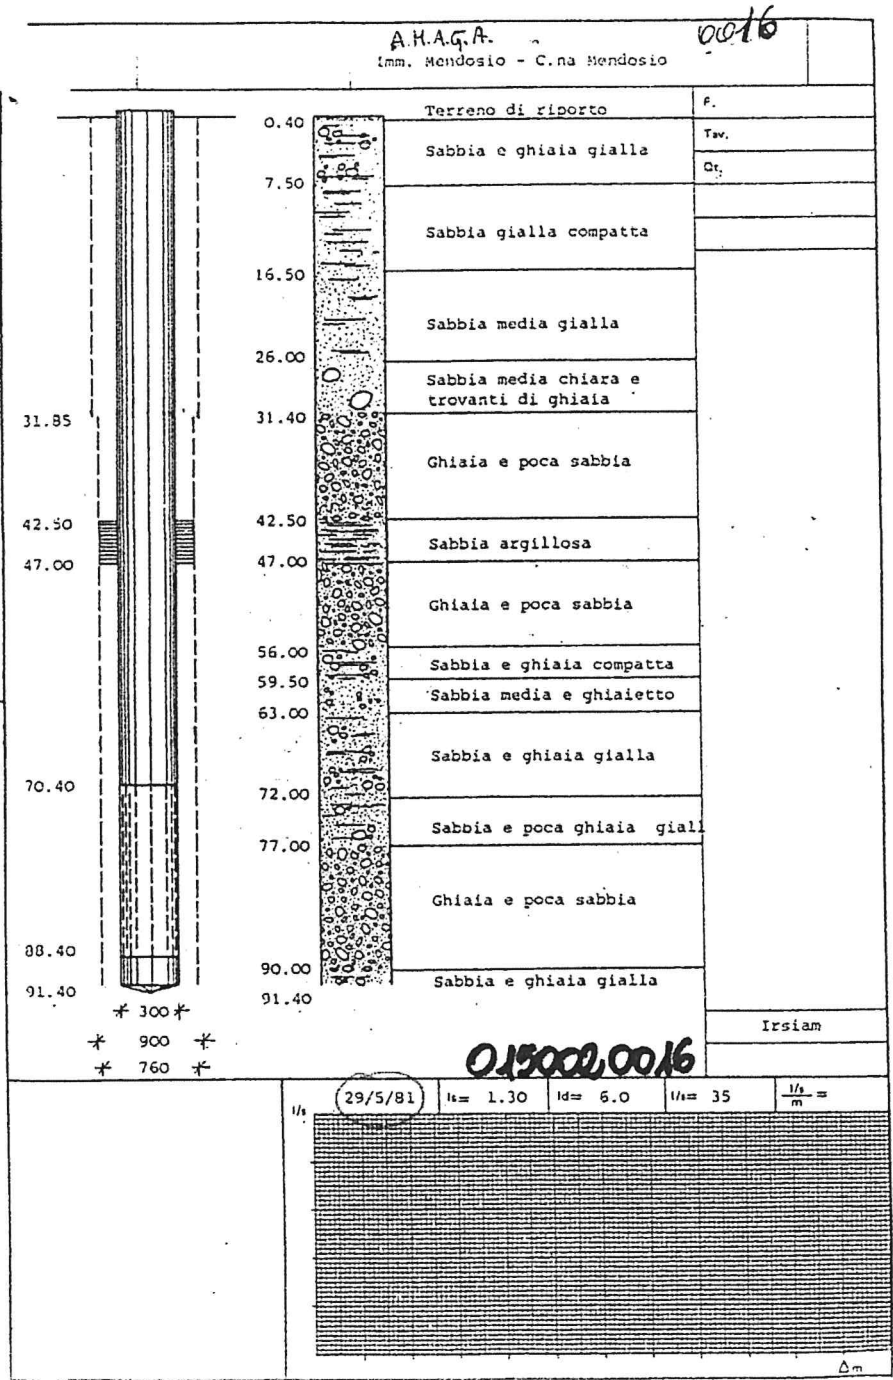 A.M.A.G.A.
0016
Imm. Mendosio - C.na Mendosio
F.
Tav.
Qt.
0.40
Terreno di riporto
Sabbia e ghiaia gialla
7.50
Sabbia gialla compatta
16.50
Sabbia media gialla
26.00
Sabbia media chiara e
trovanti di ghiaia
31.85
31.40
Ghiaia e poca sabbia
42.50
42.50
Sabbia argillosa
47.00
47.00
Ghiaia e poca sabbia
56.00
Sabbia e ghiaia compatta
59.50
Sabbia media e ghiaietto
63.00
Sabbia e ghiaia gialla
70.40
72.00
Sabbia e poca ghiaia giall
77.00
Ghiaia e poca sabbia
88.40
90.00
Sabbia e ghiaia gialla
91.40
91.40
300
900
760
Irsiam
0150020016
l/s
29/5/81
ls= 1.30
ld= 6.0
l/s= 35
l/s
m =
Δm